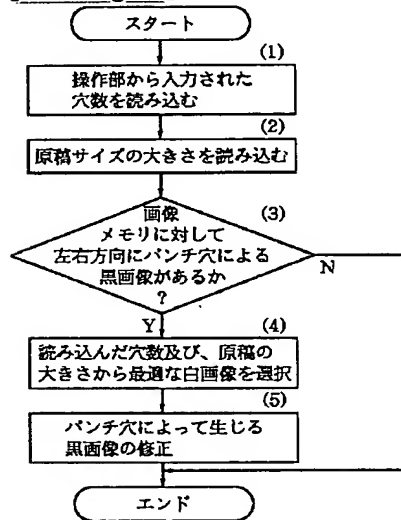 スタート
(1)
操作部から入力された
穴数を読み込む
(2)
原稿サイズの大きさを読み込む
(3)
画像
メモリに対して
左右方向にパンチ穴による
黒画像があるか
?
N
Y
(4)
読み込んだ穴数及び、原稿の
大きさから最適な白画像を選択
(5)
パンチ穴によって生じる
黒画像の修正
エンド